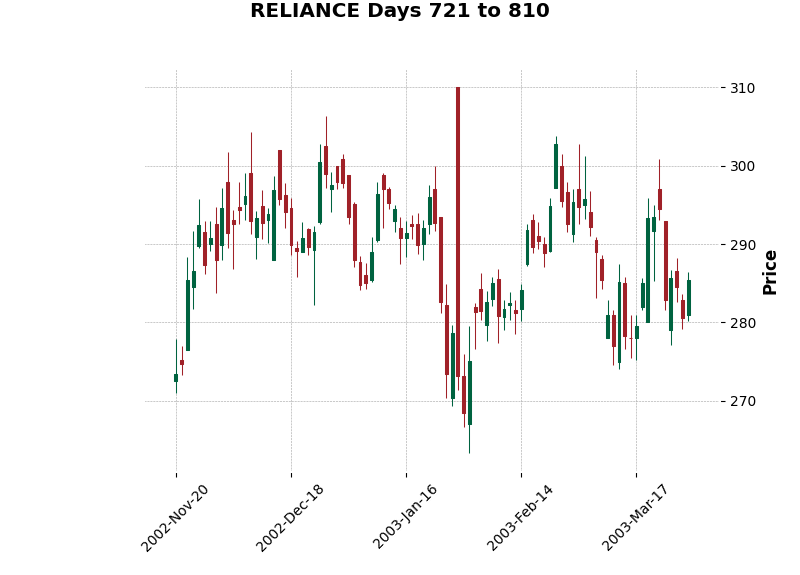 RELIANCE Days 721 to 810
310
300
290
280
270
Price
2002-Nov-20
2002-Dec-18
2003-Jan-16
2003-Feb-14
2003-Mar-17